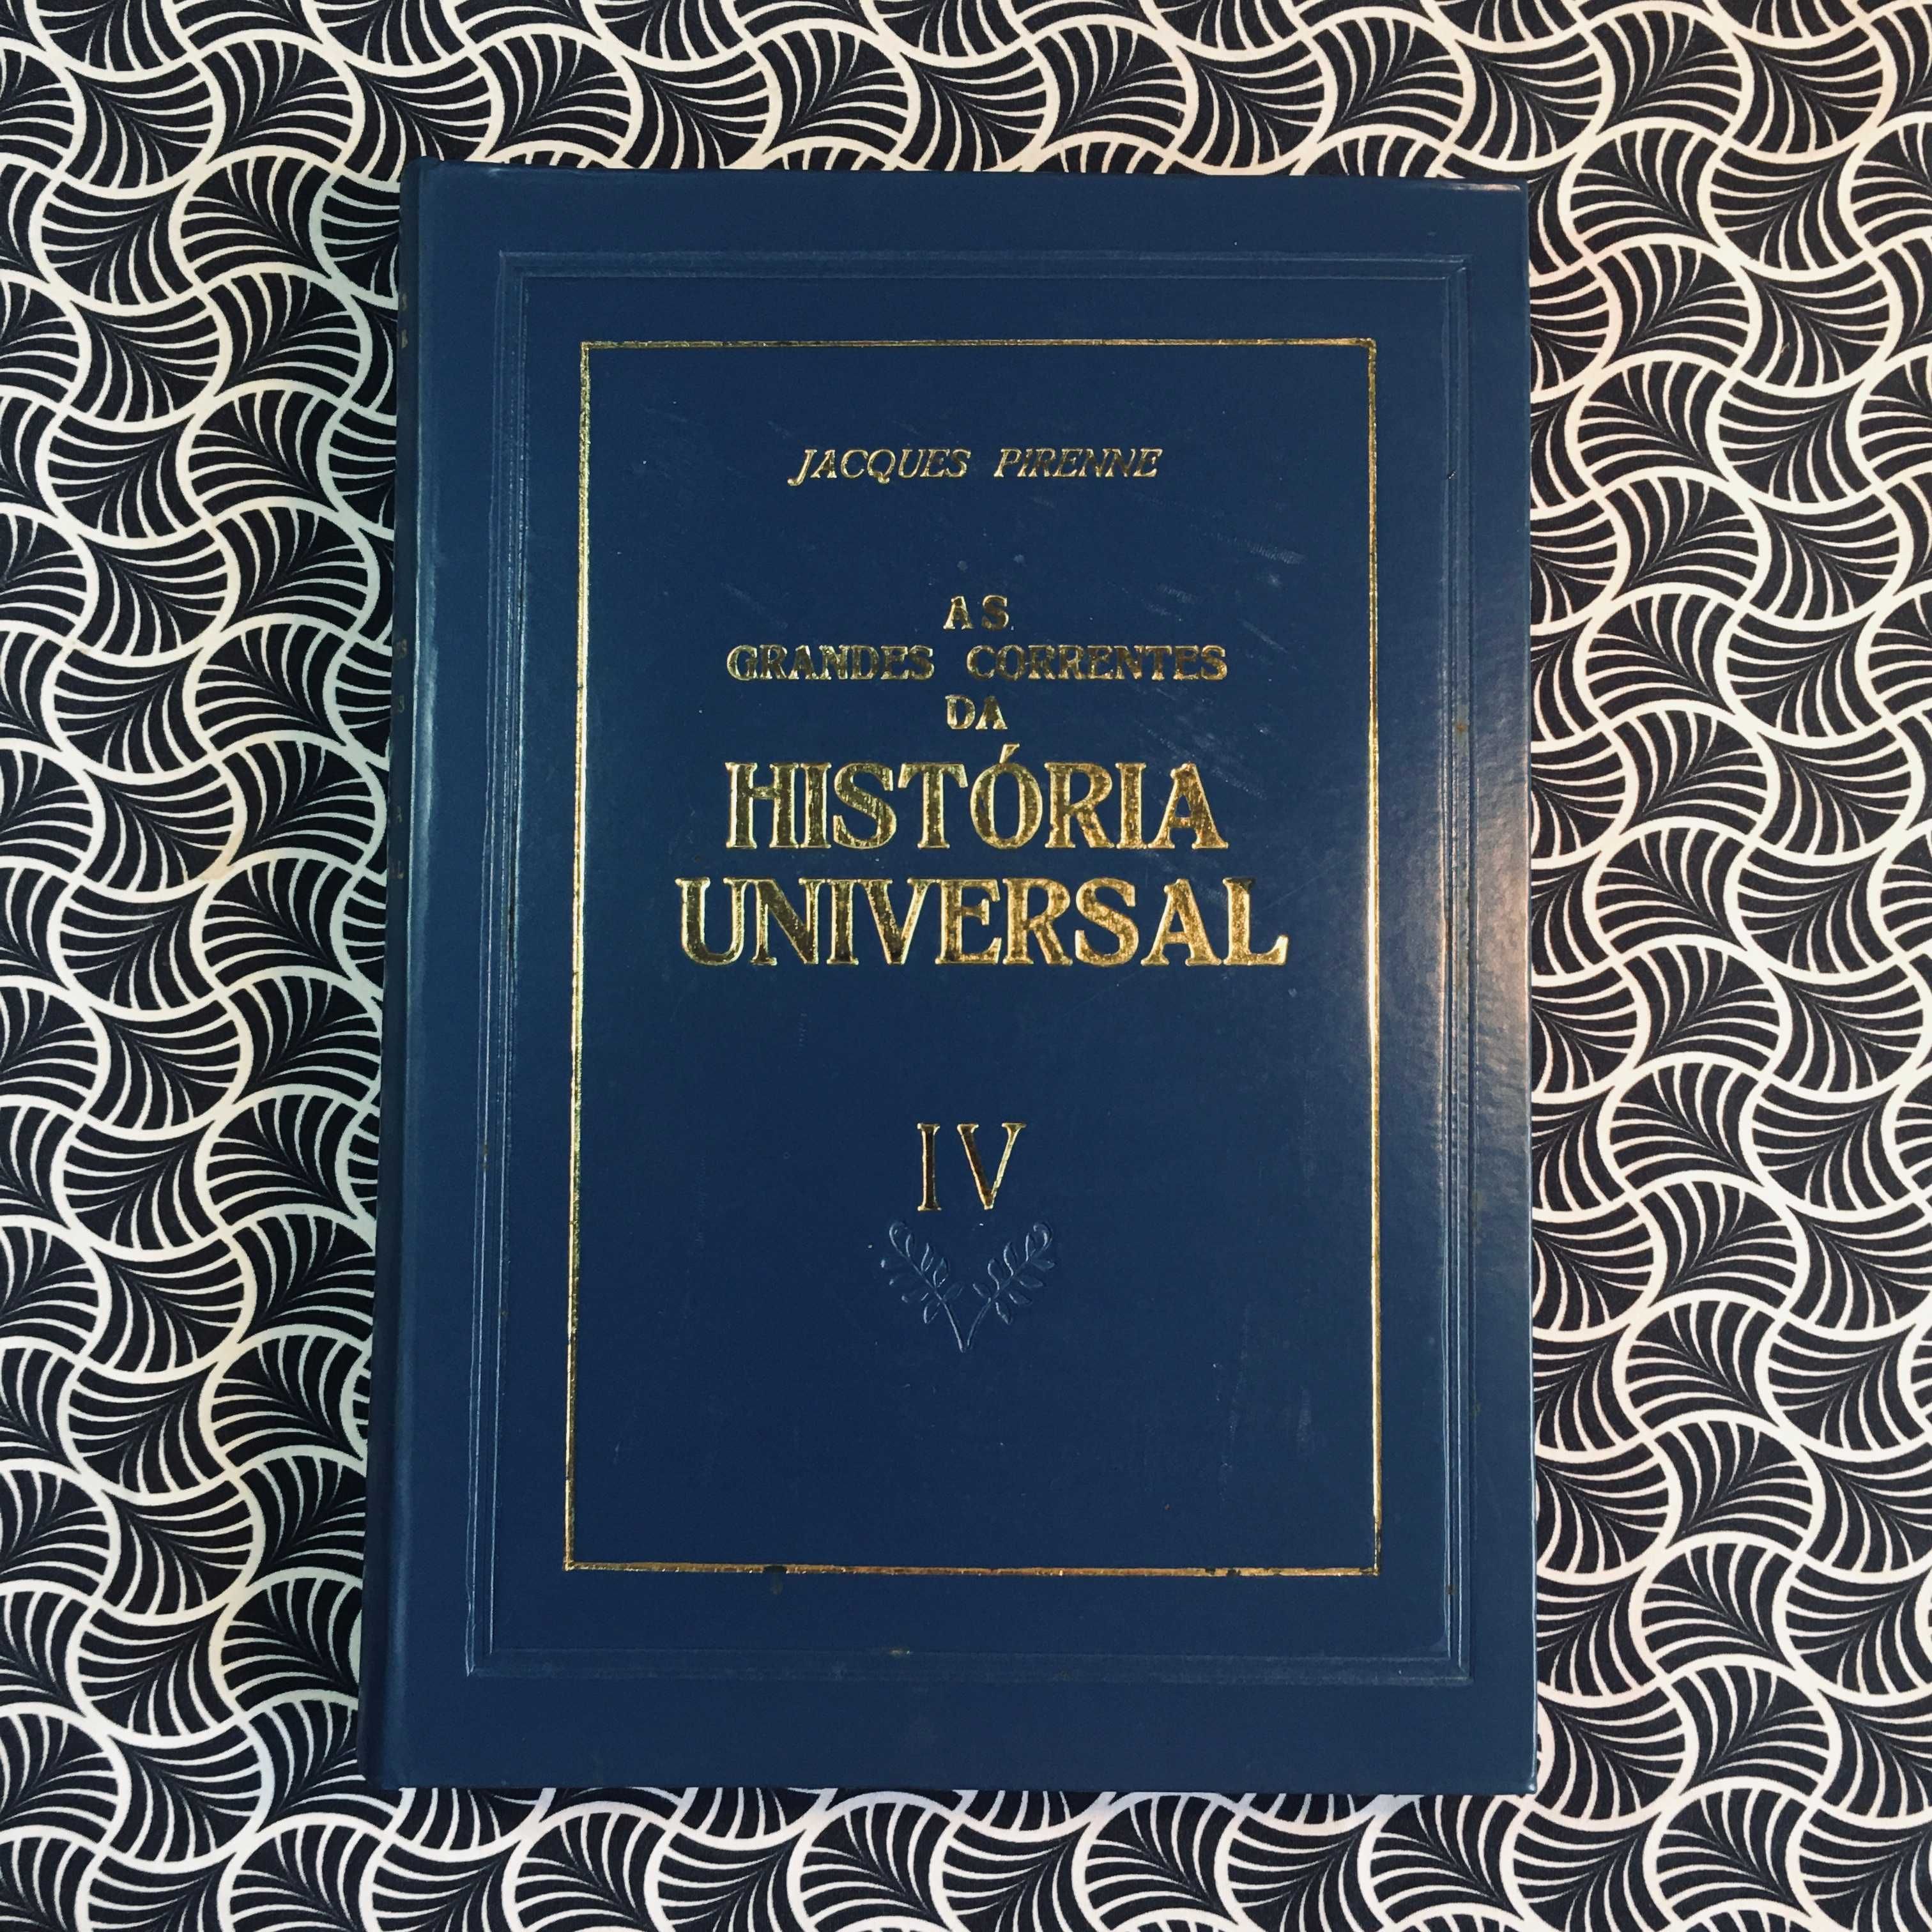 JACQUES PIRENNE
AS
GRANDES CORRENTES
DA
HISTÓRIA
UNIVERSAL
IV